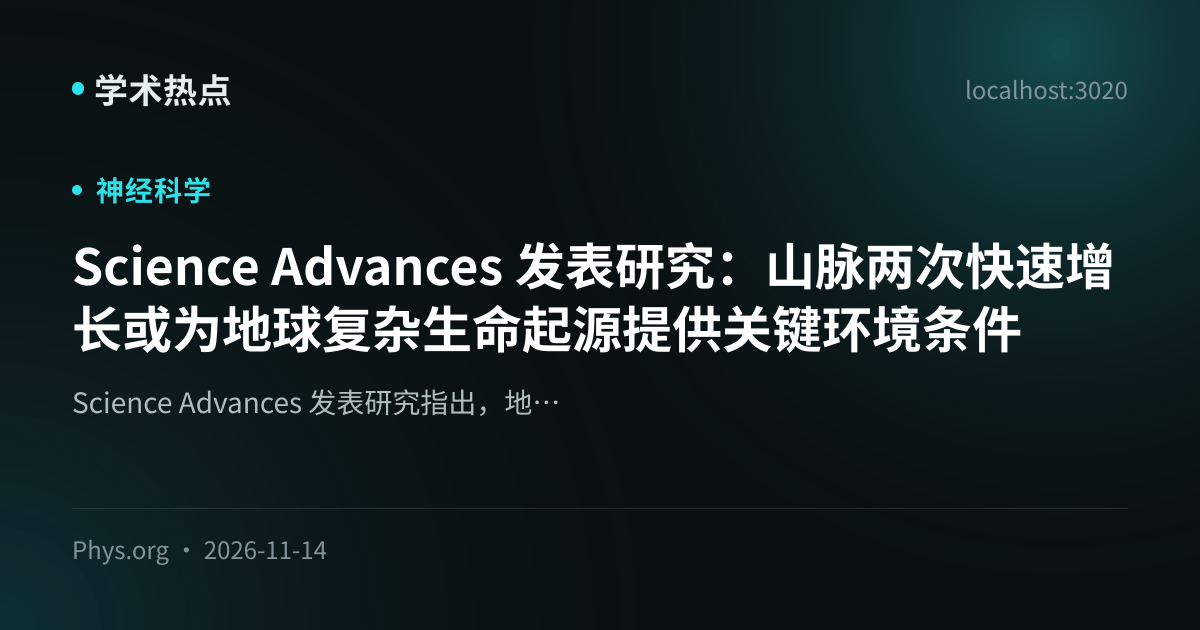 学术热点
localhost:3020
神经科学
Science Advances 发表研究：山脉两次快速增
长或为地球复杂生命起源提供关键环境条件
Science Advances 发表研究指出，地…
Phys.org · 2026-11-14